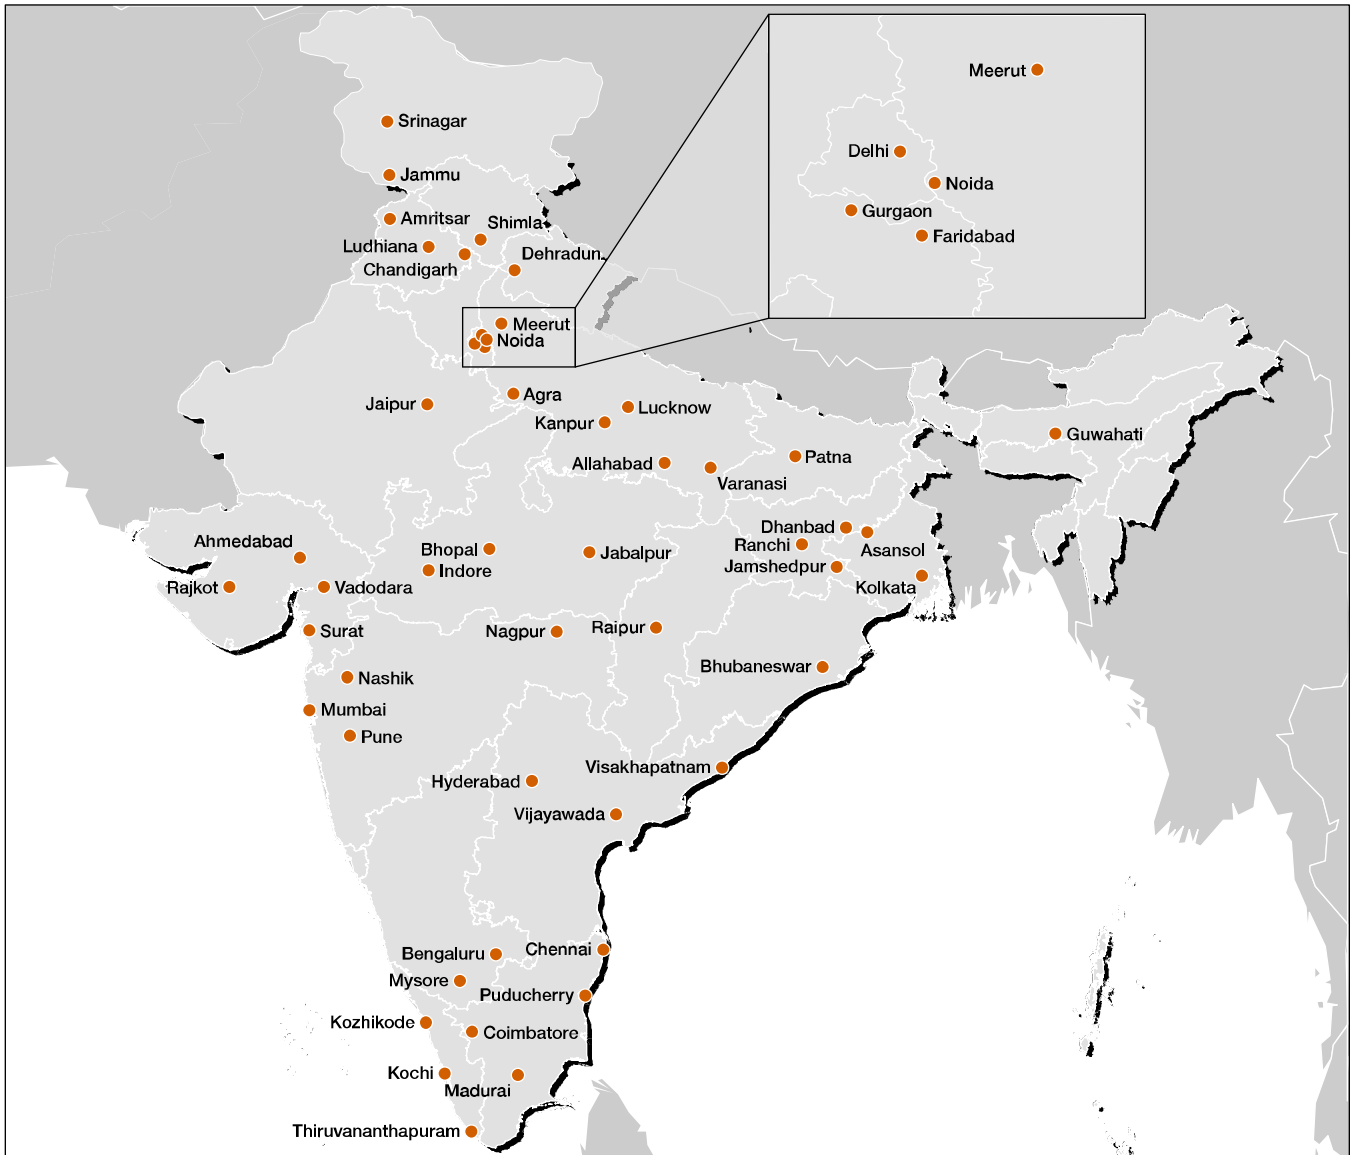 Meerut
Srinagar
Delhi
Jammu
Noida
Gurgaon
Amritsar
Shimla
Faridabad
Ludhiana
Dehradun
Chandigarh
Meerut
Noida
Agra
Jaipur
Lucknow
Kanpur
Guwahati
Allahabad
Patna
Varanasi
Dhanbad
Ahmedabad
Ranchi
Bhopal
Jabalpur
Asansol
Jamshedpur
Indore
Rajkot
Vadodara
Kolkata
Surat
Nagpur
Raipur
Bhubaneswar
Nashik
Mumbai
Pune
Visakhapatnam
Hyderabad
Vijayawada
Chennai
Bengaluru
Mysore
Puducherry
Kozhikode
Coimbatore
Kochi
Madurai
Thiruvananthapuram